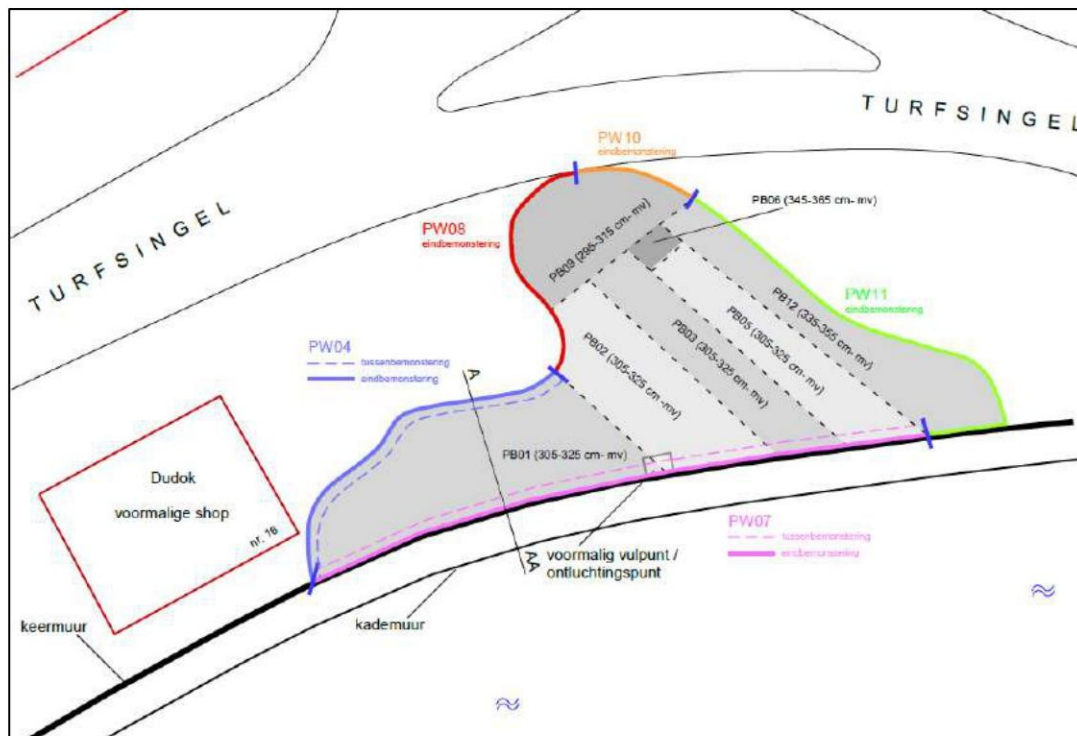 TURFSINGEL
TURFSINGEL
PW10
eindbemonstering
PB06 (345-365 cm- mv)
PW08
eindbemonstering
PB09 (295-315 cm- mv)
PW11
eindbemonstering
PB12 (335-355 cm- mv)
PB05 (305-325 cm- mv)
PB03 (305-325 cm- mv)
PB02 (305-325 cm -mv)
PW04
tussenbemonstering
eindbemonstering
A
PB01 (305-325 cm- mv)
Dudok
voormalige shop
nr. 16
PW07
tussenbemonstering
eindbemonstering
voormalig vulpunt /
ontluchtingspunt
AA
keermuur
kademuur